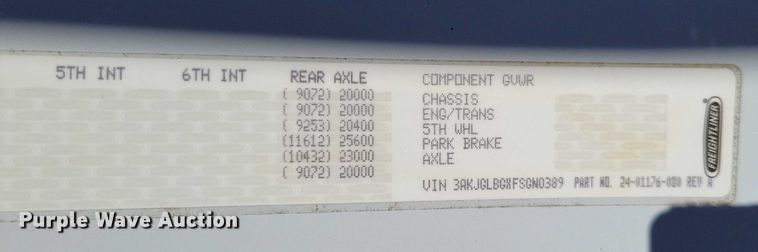 5TH INT 6TH INT REAR AXLE COMPONENT GVWR
( 9072) 20000 CHASSIS
( 9072) 20000 ENG/TRANS
( 9253) 20400 5TH WHL
(11612) 25600 PARK BRAKE
(10432) 23000 AXLE
( 9072) 20000
VIN 3AKJGLBGXFSGN0389 PART NO. 24-01176-080 REV
FREIGHTLINER
Purple Wave Auction